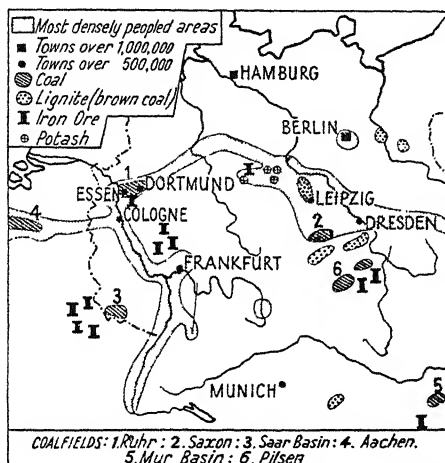 Most densely peopled areas
Towns over 1,000,000
Towns over 500,000
Coal
Lignite (brown coal)
Iron Ore
Potash
HAMBURG
BERLIN
1
ESSEN
DORTMUND
4
COLOGNE
LEIPZIG
2
DRESDEN
FRANKFURT
6
3
MUNICH
5
COALFIELDS: 1.Ruhr: 2.Saxon: 3.Saar Basin: 4. Aachen.
5.Mur Basin: 6. Pilsen